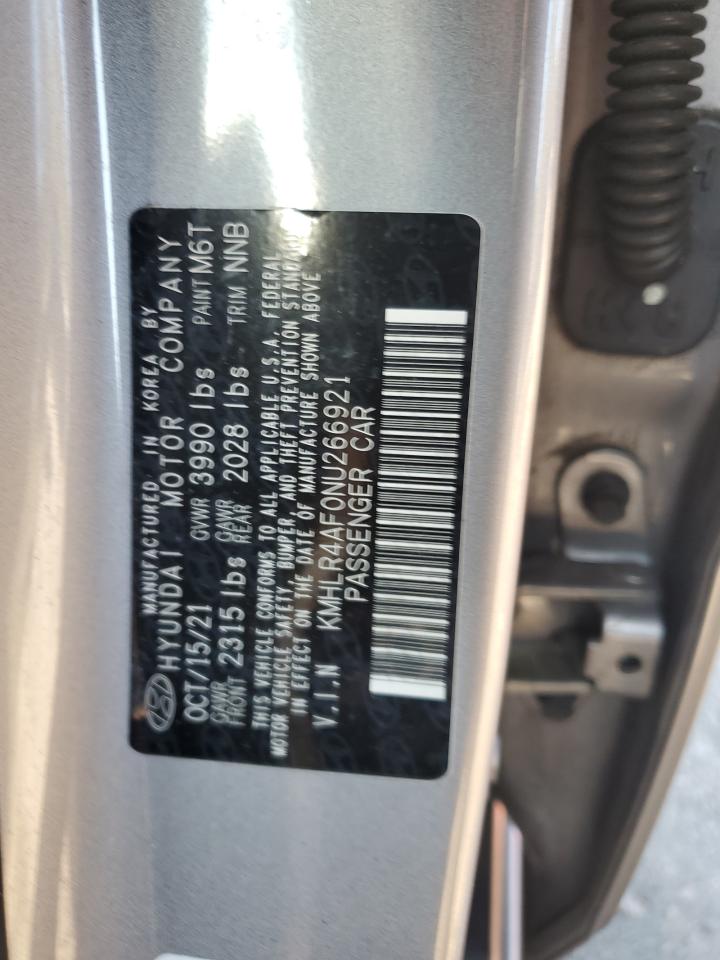 MANUFACTURED IN KOREA BY
HYUNDAI MOTOR COMPANY
OCT/15/21 GVWR 3990 lbs PAINT M6T
GAWR FRONT 2315 lbs GAWR REAR 2028 lbs TRIM NNB
THIS VEHICLE CONFORMS TO ALL APPLICABLE U.S.A. FEDERAL
MOTOR VEHICLE SAFETY, BUMPER, AND THEFT PREVENTION STANDARDS
IN EFFECT ON THE DATE OF MANUFACTURE SHOWN ABOVE
V.I.N KMHLR4AF0NU266921
PASSENGER CAR